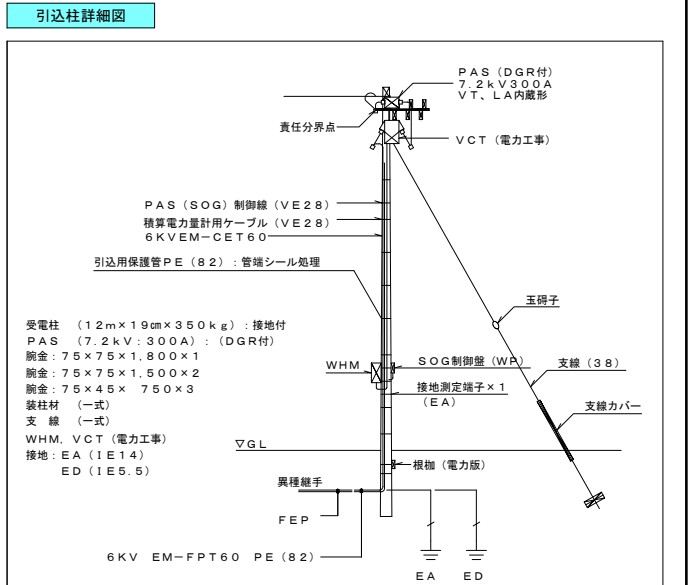 引込柱詳細図
PAS（DGR付）
7.2kV300A
VT、LA内蔵形
責任分界点
VCT（電力工事）
PAS（SOG）制御線（VE28）
積算電力量計用ケーブル（VE28）
6KVEM－CET60
引込用保護管PE（82）：管端シール処理
玉碍子
受電柱　（12m×19㎝×350kg）：接地付
PAS　（7.2kV：300A）：（DGR付）
腕金：75×75×1,800×1
腕金：75×75×1,500×2
腕金：75×45×　750×3
装柱材　（一式）
支　線　（一式）
WHM，VCT（電力工事）
接地：EA（IE14）
ED（IE5.5）
WHM
SOG制御盤（WP）
支線（38）
接地測定端子×1
（EA）
支線カバー
▽GL
根枷（電力版）
異種継手
FEP
6KV　EM－FPT60　PE（82）
EA
ED